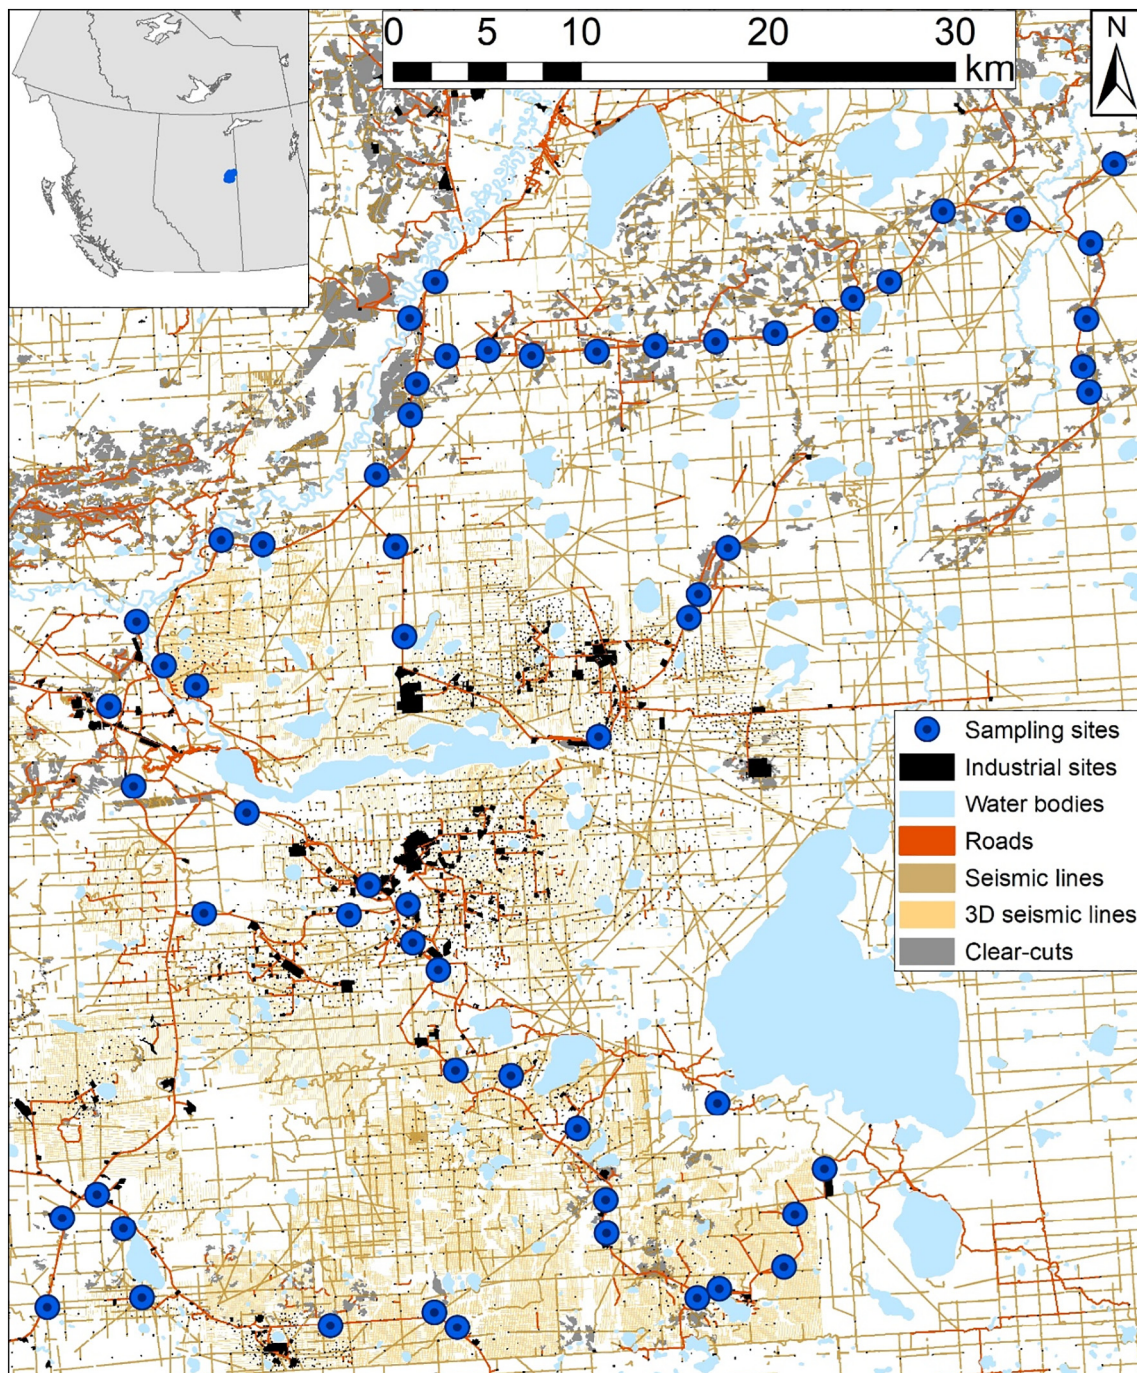 0 5 10 20 30
km
N
Sampling sites
Industrial sites
Water bodies
Roads
Seismic lines
3D seismic lines
Clear-cuts